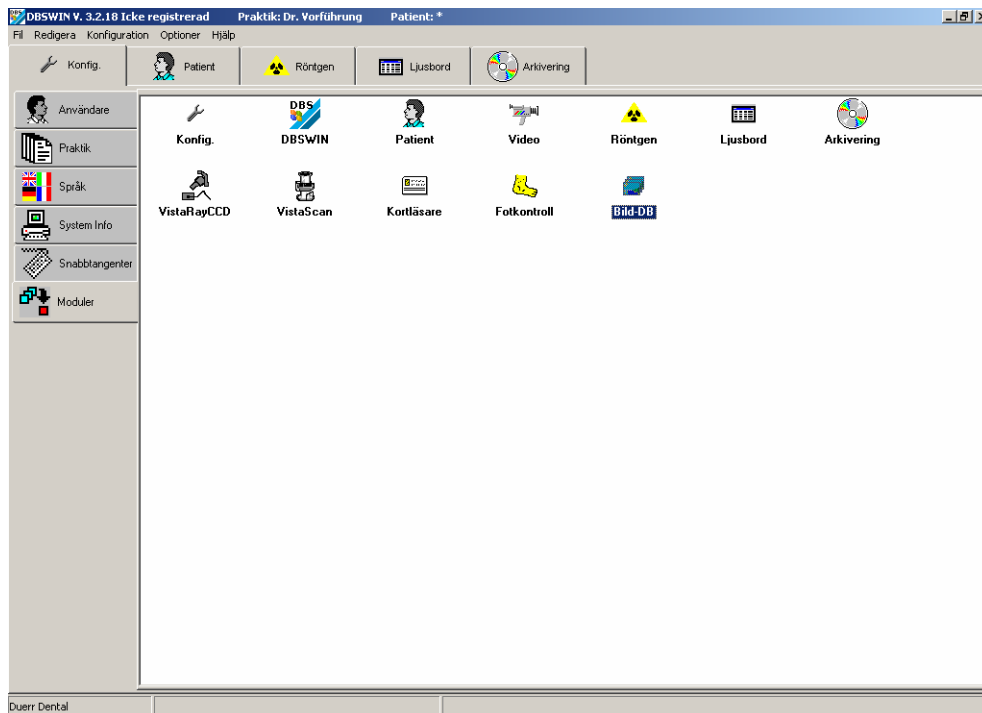 DBSWIN V. 3.2.18 Icke registrerad Praktik: Dr. Vorführung Patient: *
Fil Redigera Konfiguration Optioner Hjälp
Konfig. Patient Röntgen Ljusbord Arkivering
Användare
Praktik
Språk
System Info
Snabbtangenter
Moduler
Konfig. DBSWIN Patient Video Röntgen Ljusbord Arkivering
VistaRayCCD VistaScan Kortläsare Fotkontroll Bild-DB
Duerr Dental